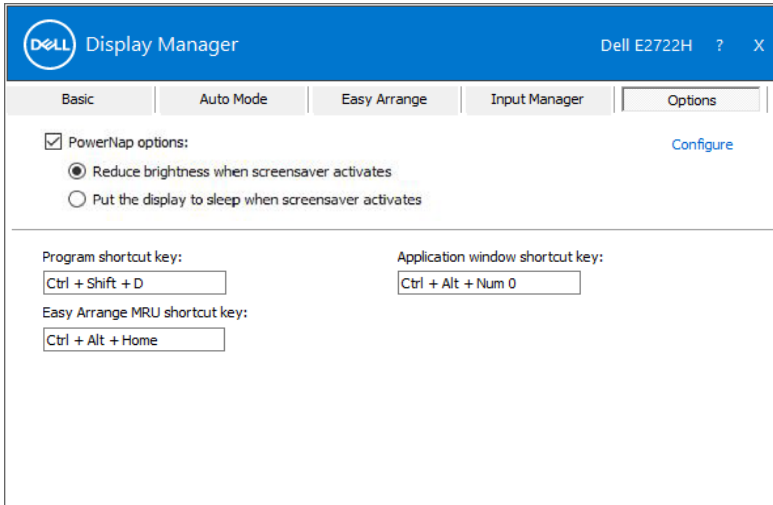 DELL Display Manager Dell E2722H ? X
Basic Auto Mode Easy Arrange Input Manager Options
PowerNap options: Configure
Reduce brightness when screensaver activates
Put the display to sleep when screensaver activates
Program shortcut key: Application window shortcut key:
Ctrl + Shift + D Ctrl + Alt + Num 0
Easy Arrange MRU shortcut key:
Ctrl + Alt + Home